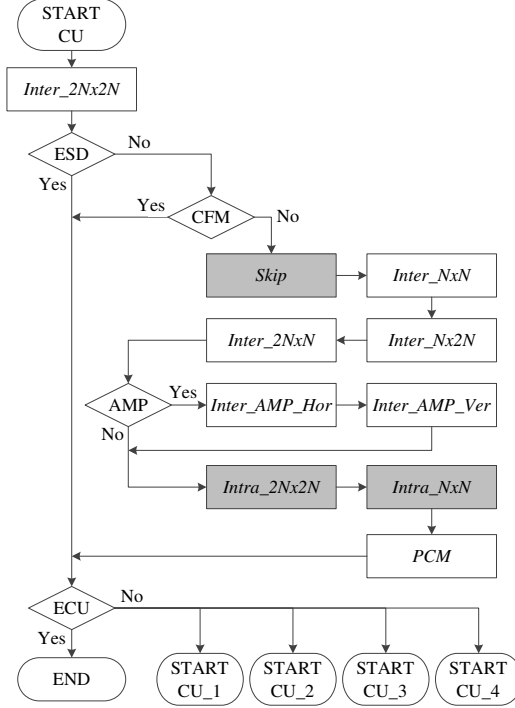 START
CU
Inter_2Nx2N
ESD
No
Yes
CFM
Yes
No
Skip
Inter_NxN
Inter_2NxN
Inter_Nx2N
AMP
Yes
Inter_AMP_Hor
Inter_AMP_Ver
No
Intra_2Nx2N
Intra_NxN
PCM
ECU
No
Yes
END
START
CU_1
START
CU_2
START
CU_3
START
CU_4